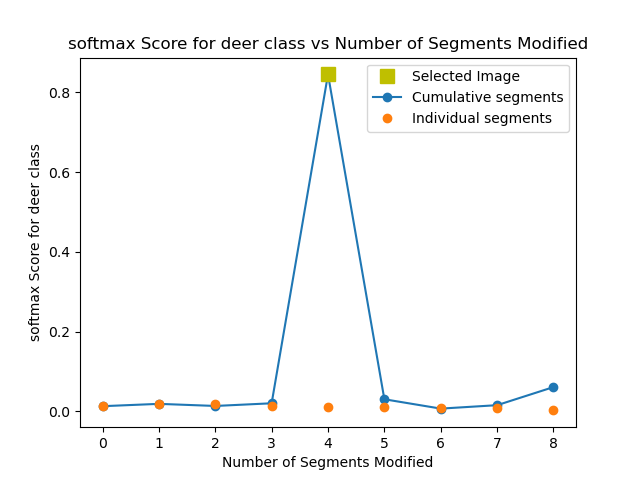 softmax Score for deer class vs Number of Segments Modified
Selected Image
Cumulative segments
Individual segments
softmax Score for deer class
0.8
0.6
0.4
0.2
0.0
0 1 2 3 4 5 6 7 8
Number of Segments Modified